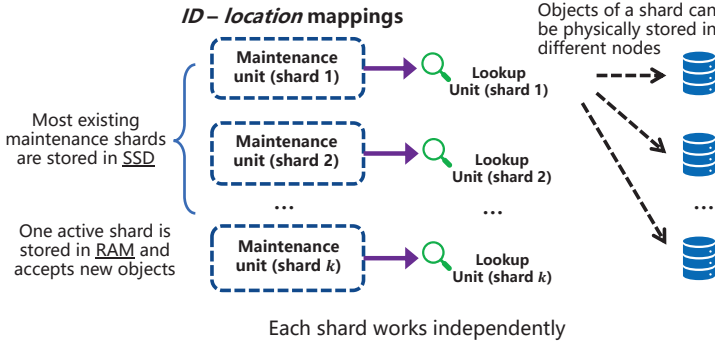 ID – location mappings
Objects of a shard can
be physically stored in
different nodes
Maintenance
unit (shard 1)
Lookup
Unit (shard 1)
Most existing
maintenance shards
are stored in SSD
Maintenance
unit (shard 2)
Lookup
Unit (shard 2)
...
...
...
One active shard is
stored in RAM and
accepts new objects
Maintenance
unit (shard k)
Lookup
Unit (shard k)
Each shard works independently